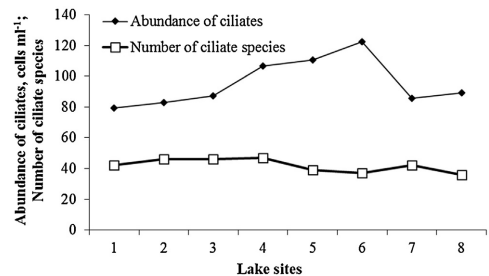 Abundance of ciliates, cells ml-1;
Number of ciliate species
140
120
100
80
60
40
20
0
Abundance of ciliates
Number of ciliate species
1 2 3 4 5 6 7 8
Lake sites